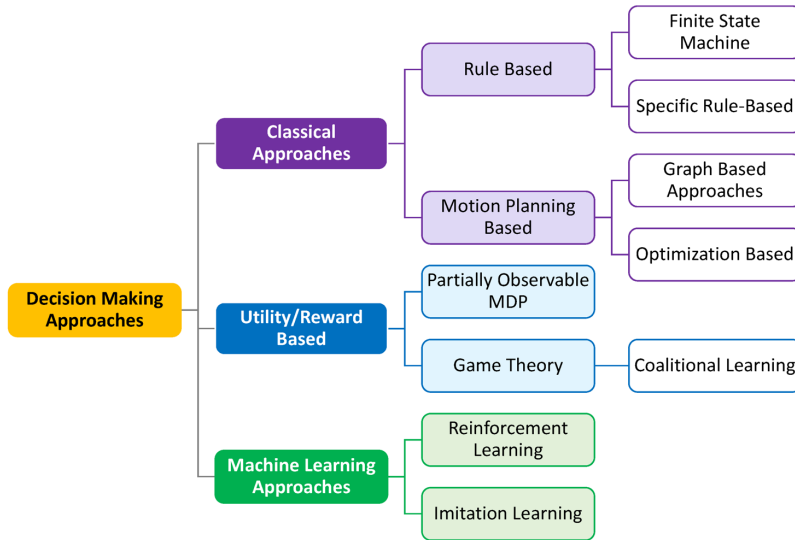 Decision Making
Approaches
Classical
Approaches
Rule Based
Finite State
Machine
Specific Rule-Based
Motion Planning
Based
Graph Based
Approaches
Optimization Based
Utility/Reward
Based
Partially Observable
MDP
Game Theory
Coalitional Learning
Machine Learning
Approaches
Reinforcement
Learning
Imitation Learning